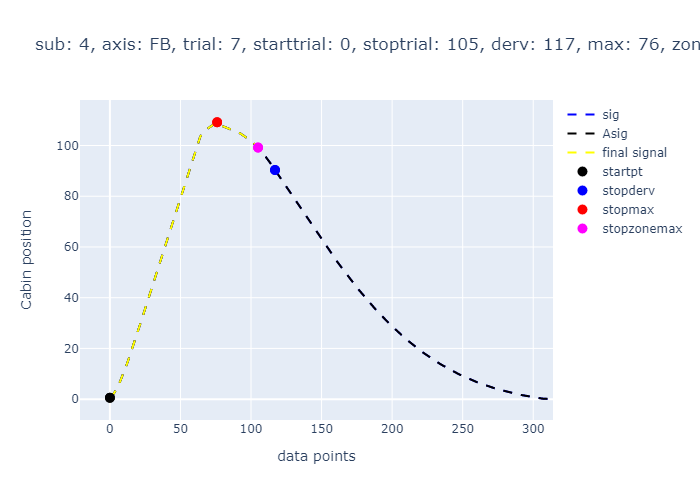 sub: 4, axis: FB, trial: 7, starttrial: 0, stoptrial: 105, derv: 117, max: 76, zon
sig
Asig
final signal
startpt
stopderv
stopmax
stopzonemax
Cabin position
100
80
60
40
20
0
0 50 100 150 200 250 300
data points